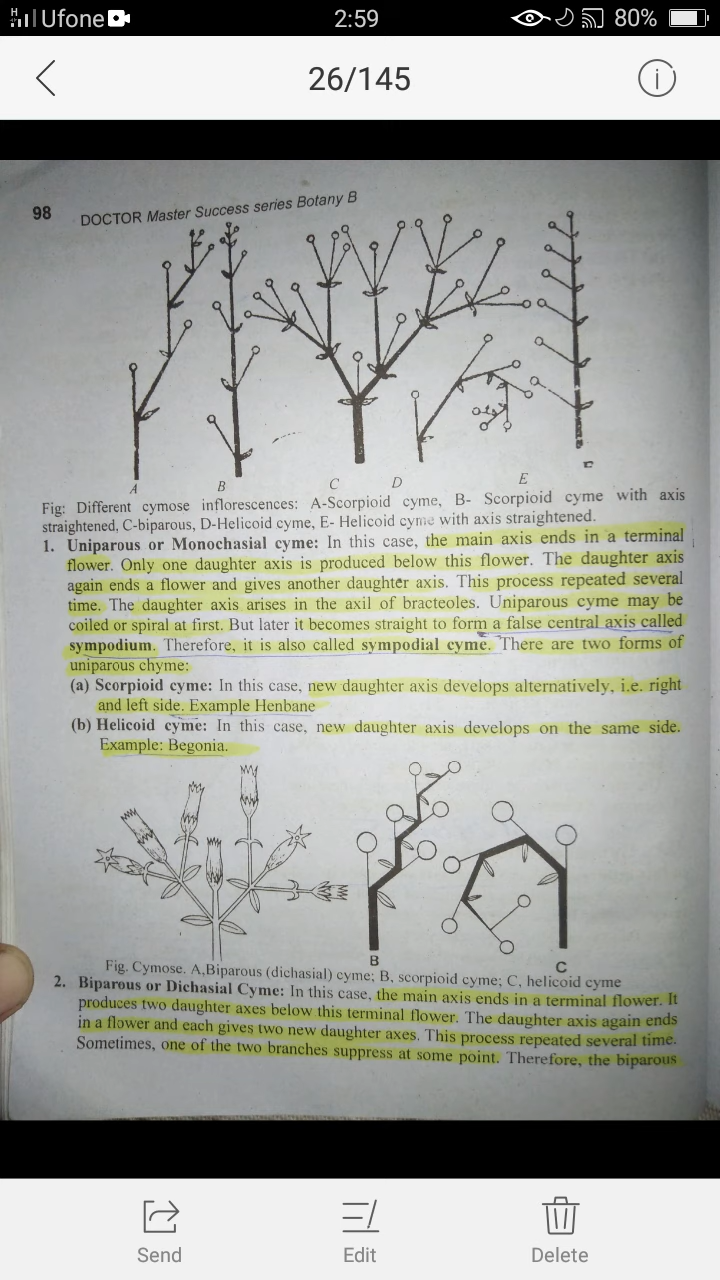 Ufone 2:59 80%
26/145
98 DOCTOR Master Success series Botany B
A B C D E
Fig: Different cymose inflorescences: A-Scorpioid cyme, B- Scorpioid cyme with axis
straightened, C-biparous, D-Helicoid cyme, E- Helicoid cyme with axis straightened.
1. Uniparous or Monochasial cyme: In this case, the main axis ends in a terminal
flower. Only one daughter axis is produced below this flower. The daughter axis
again ends a flower and gives another daughter axis. This process repeated several
time. The daughter axis arises in the axil of bracteoles. Uniparous cyme may be
coiled or spiral at first. But later it becomes straight to form a false central axis called
sympodium. Therefore, it is also called sympodial cyme. There are two forms of
uniparous chyme:
(a) Scorpioid cyme: In this case, new daughter axis develops alternatively, i.e. right
and left side. Example Henbane
(b) Helicoid cyme: In this case, new daughter axis develops on the same side.
Example: Begonia.
B C
Fig. Cymose. A,Biparous (dichasial) cyme; B, scorpioid cyme; C, helicoid cyme
2. Biparous or Dichasial Cyme: In this case, the main axis ends in a terminal flower. It
produces two daughter axes below this terminal flower. The daughter axis again ends
in a flower and each gives two new daughter axes. This process repeated several time.
Sometimes, one of the two branches suppress at some point. Therefore, the biparous
Send Edit Delete